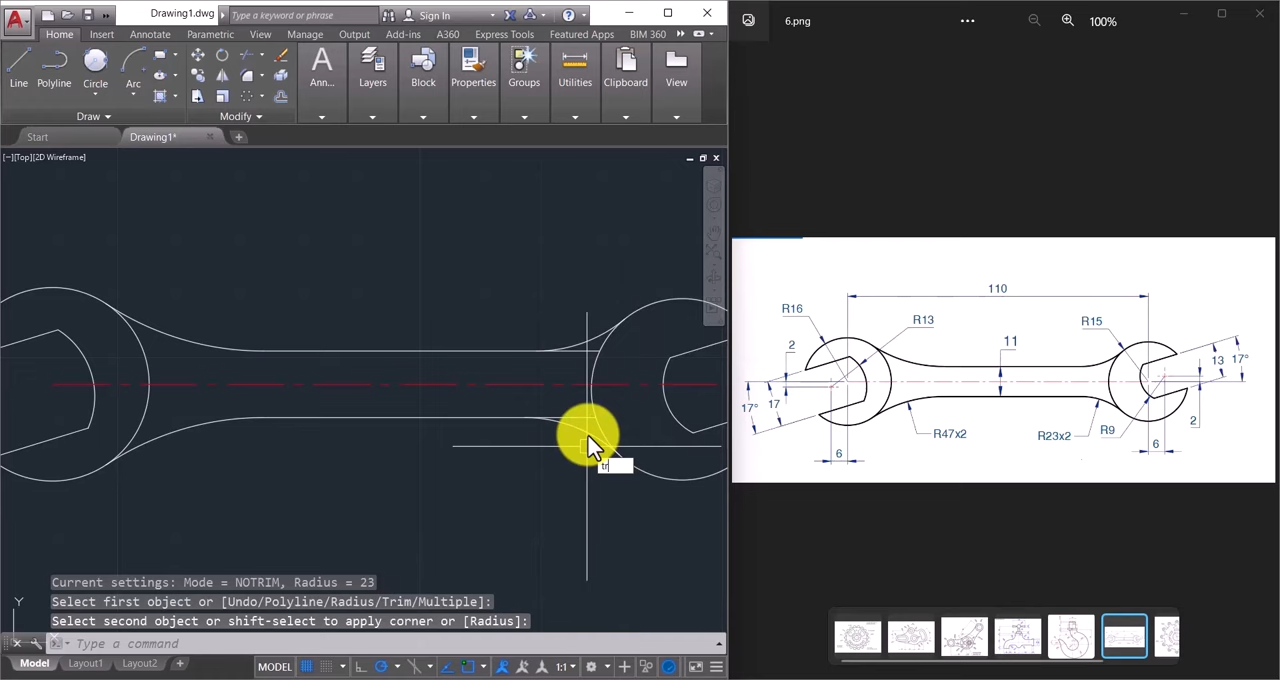 Drawing1.dwg
Type a keyword or phrase
Sign In
6.png
100%
Home
Insert
Annotate
Parametric
View
Manage
Output
Add-ins
A360
Express Tools
Featured Apps
BIM 360
Line
Polyline
Circle
Arc
Ann...
Layers
Block
Properties
Groups
Utilities
Clipboard
View
Draw
Modify
Start
Drawing1*
[−][Top][2D Wireframe]
tr
110
R16
R13
R15
11
2
13
17°
17°
17
R47x2
R23x2
R9
2
6
6
Current settings: Mode = NOTRIM, Radius = 23
Select first object or [Undo/Polyline/Radius/Trim/Multiple]:
Select second object or shift-select to apply corner or [Radius]:
Y
Type a command
Model
Layout1
Layout2
MODEL
1:1